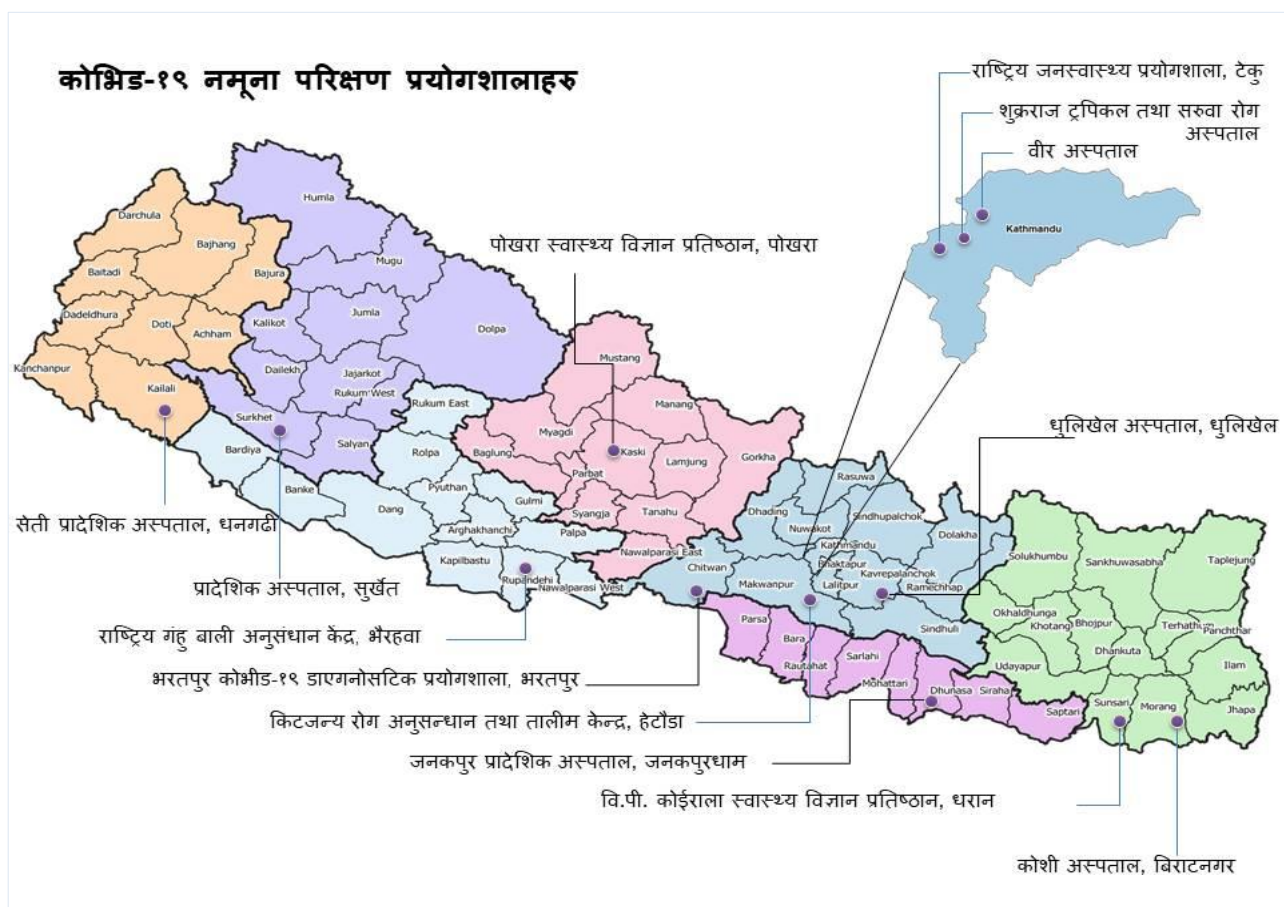 कोभिड-१९ नमूना परिक्षण प्रयोगशालाहरु
राष्ट्रिय जनस्वास्थ्य प्रयोगशाला, टेकु
शुक्रराज ट्रपिकल तथा सरुवा रोग
अस्पताल
वीर अस्पताल
Kathmandu
पोखरा स्वास्थ्य विज्ञान प्रतिष्ठान, पोखरा
धुलिखेल अस्पताल, धुलिखेल
Humla
Darchula
Bajhang
Mugu
Baitadi
Bajura
Dadeldhura
Doti
Achham
Kalikot
Jumla
Dolpa
Kanchanpur
Kailali
Dailekh
Jajarkot
Rukum West
Rukum East
Surkhet
Salyan
Mustang
Manang
Myagdi
Kaski
Baglung
Lamjung
Gorkha
Parbat
Syangja
Tanahu
Nawalparasi East
Bardiya
Banke
Rolpa
Dang
Pyuthan
Gulmi
Arghakhanchi
Palpa
Kapilbastu
Rupandehi
Nawalparasi West
Rasuwa
Dhading
Nuwakot
Sindhupalchok
Dolakha
Kathmandu
Bhaktapur
Kavrepalanchok
Lalitpur
Ramechhap
Chitwan
Makwanpur
Sindhuli
Parsa
Bara
Rautahat
Sarlahi
Mohattari
Dhunasa
Siraha
Saptari
Solukhumbu
Sankhuwasabha
Taplejung
Okhaldhunga
Khotang
Bhojpur
Terhathum
Panchthar
Dhankuta
Udayapur
Ilam
Sunsari
Morang
Jhapa
सेती प्रादेशिक अस्पताल, धनगढी
प्रादेशिक अस्पताल, सुर्खेत
राष्ट्रिय गंहु बाली अनुसंधान केंद्र, भैरहवा
भरतपुर कोभीड-१९ डाएगनोसटिक प्रयोगशाला, भरतपुर
किटजन्य रोग अनुसन्धान तथा तालीम केन्द्र, हेटौडा
जनकपुर प्रादेशिक अस्पताल, जनकपुरधाम
वि.पी. कोईराला स्वास्थ्य विज्ञान प्रतिष्ठान, धरान
कोशी अस्पताल, बिराटनगर